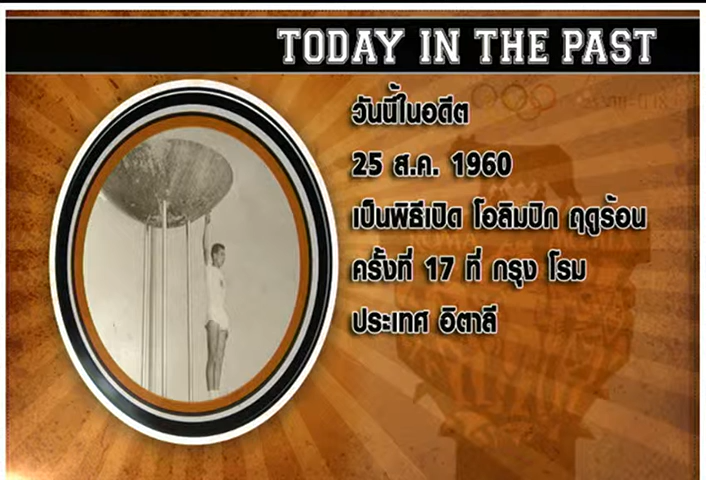 TODAY IN THE PAST
วันนี้ในอดีต
25 ส.ค. 1960
เป็นพิธีเปิด โอลิมปิก ฤดูร้อน
ครั้งที่ 17 ที่ กรุง โรม
ประเทศ อิตาลี